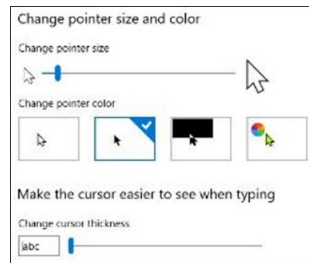 Change pointer size and color
Change pointer size
Change pointer color
Make the cursor easier to see when typing
Change cursor thickness
abc